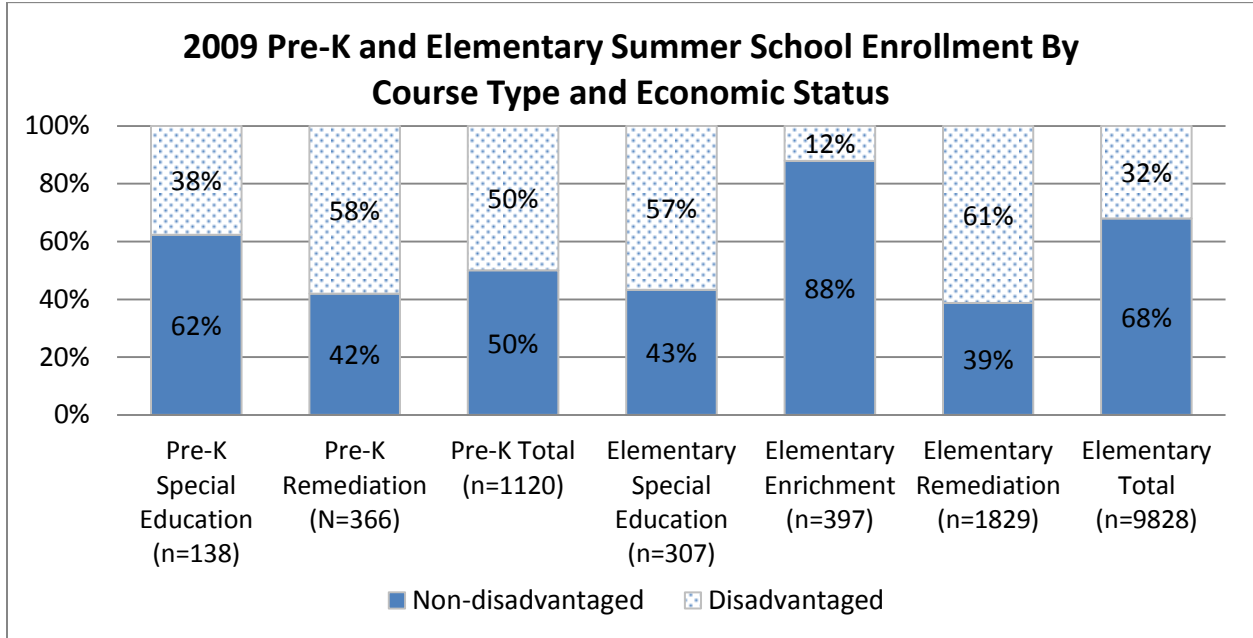 2009 Pre-K and Elementary Summer School Enrollment By
Course Type and Economic Status
100%
80%
60%
40%
20%
0%
38%
58%
50%
57%
12%
61%
32%
62%
42%
50%
43%
88%
39%
68%
Pre-K
Special
Education
(n=138)
Pre-K
Remediation
(N=366)
Pre-K Total
(n=1120)
Elementary
Special
Education
(n=307)
Elementary
Enrichment
(n=397)
Elementary
Remediation
(n=1829)
Elementary
Total
(n=9828)
Non-disadvantaged
Disadvantaged